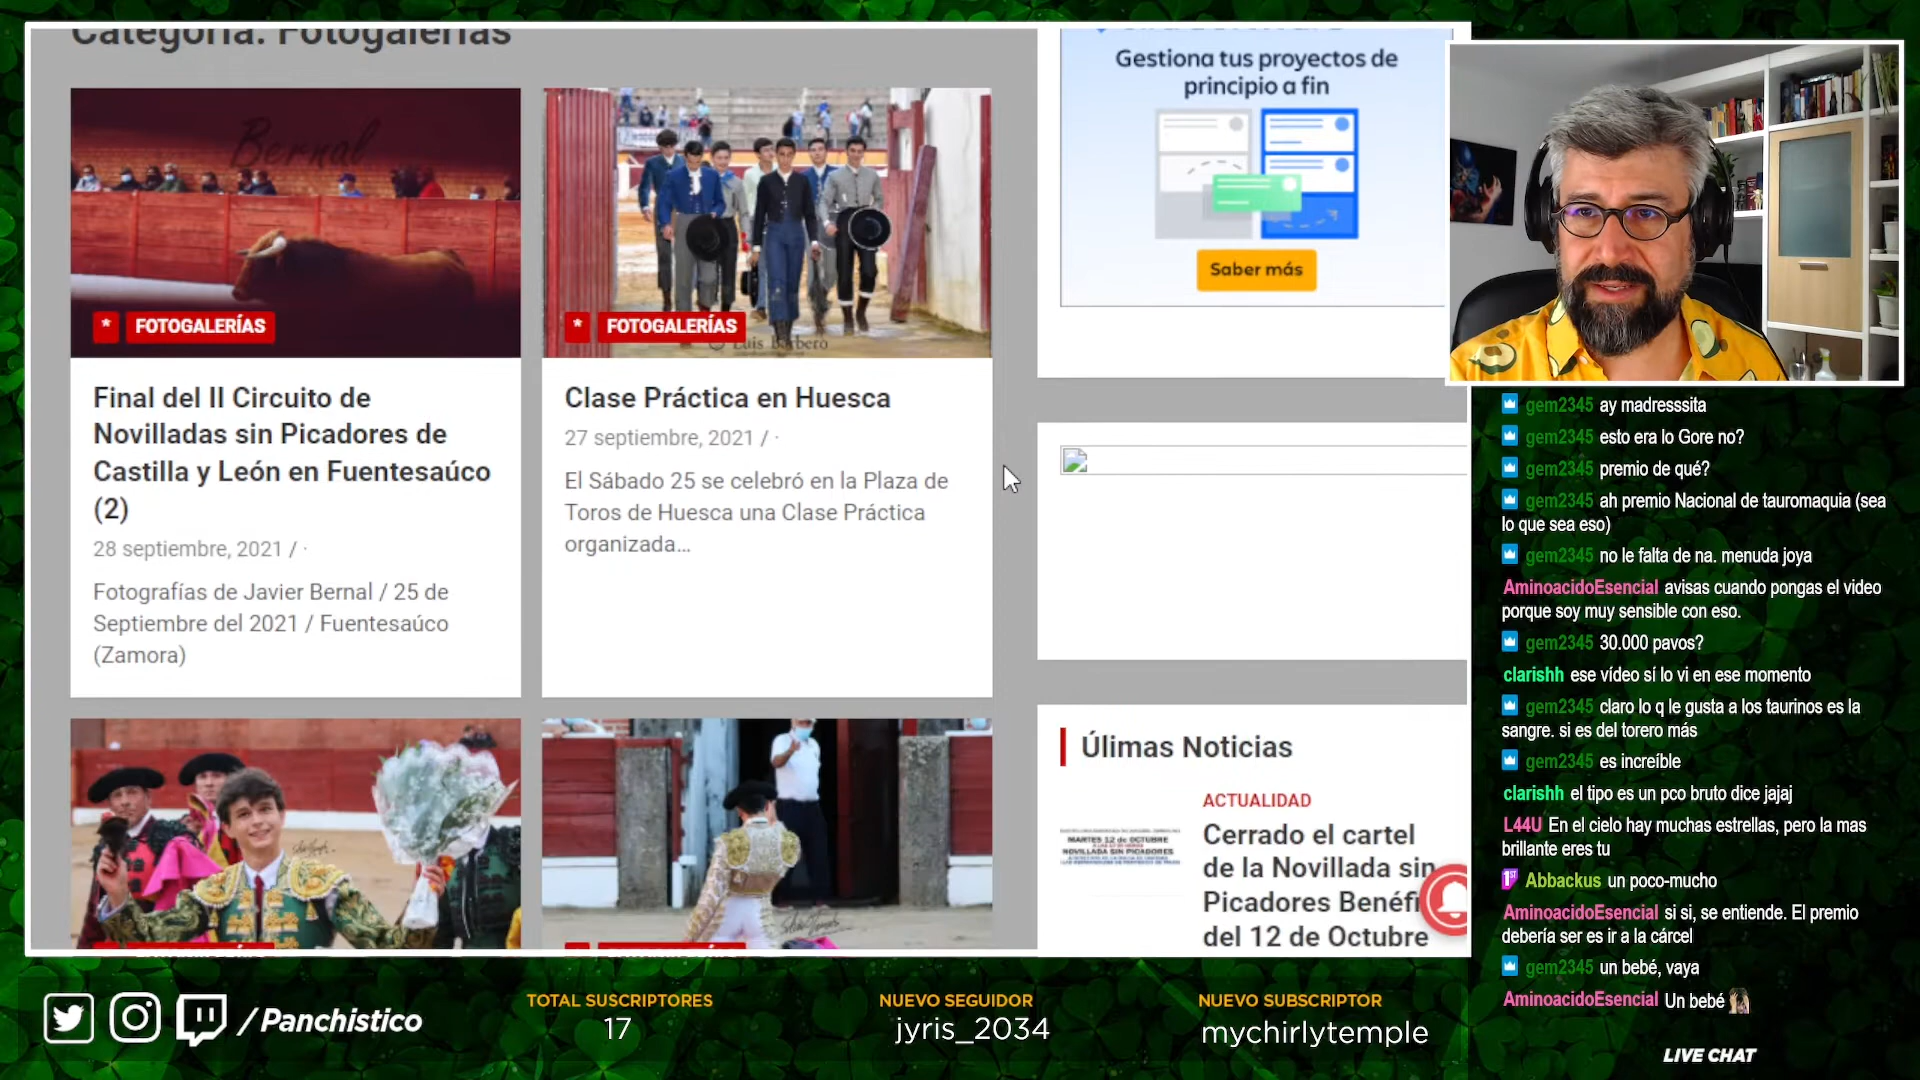 Categoría: Fotogalerías
Bernal
* FOTOGALERÍAS
Final del II Circuito de
Novilladas sin Picadores de
Castilla y León en Fuentesaúco
(2)
28 septiembre, 2021 / ·
Fotografías de Javier Bernal / 25 de
Septiembre del 2021 / Fuentesaúco
(Zamora)
* FOTOGALERÍAS
Luis Barbero
Clase Práctica en Huesca
27 septiembre, 2021 / ·
El Sábado 25 se celebró en la Plaza de
Toros de Huesca una Clase Práctica
organizada...
Gestiona tus proyectos de
principio a fin
Saber más
Úlimas Noticias
ACTUALIDAD
MARTES 12 de OCTUBRE
NOVILLADA SIN PICADORES
Cerrado el cartel
de la Novillada sin
Picadores Benéfi
del 12 de Octubre
gem2345 ay madresssita
gem2345 esto era lo Gore no?
gem2345 premio de qué?
gem2345 ah premio Nacional de tauromaquia (sea
lo que sea eso)
gem2345 no le falta de na. menuda joya
AminoacidoEsencial avisas cuando pongas el video
porque soy muy sensible con eso.
gem2345 30.000 pavos?
clarishh ese vídeo sí lo vi en ese momento
gem2345 claro lo q le gusta a los taurinos es la
sangre. si es del torero más
gem2345 es increíble
clarishh el tipo es un pco bruto dice jajaj
L44U En el cielo hay muchas estrellas, pero la mas
brillante eres tu
1ST Abbackus un poco-mucho
AminoacidoEsencial si si, se entiende. El premio
debería ser es ir a la cárcel
gem2345 un bebé, vaya
AminoacidoEsencial Un bebé
LIVE CHAT
/Panchistico
TOTAL SUSCRIPTORES
17
NUEVO SEGUIDOR
jyris_2034
NUEVO SUBSCRIPTOR
mychirlytemple